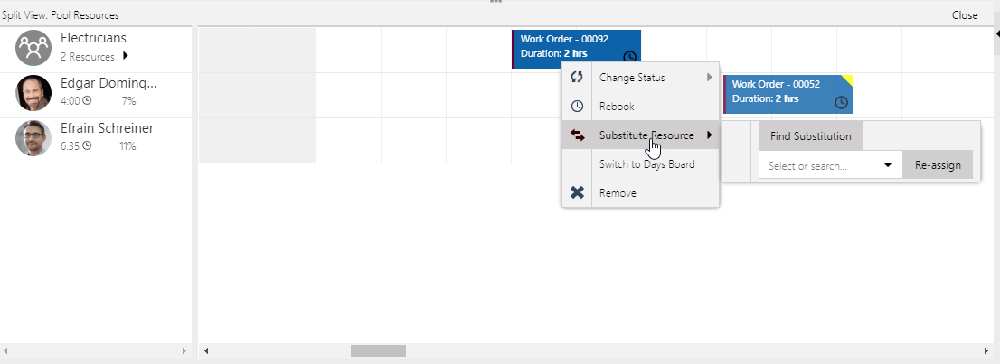 Split View: Pool Resources
Close
Electricians
2 Resources
Edgar Dominq...
4:00 7%
Efrain Schreiner
6:35 11%
Work Order - 00092
Duration: 2 hrs
Work Order - 00052
Duration: 2 hrs
Change Status
Rebook
Substitute Resource
Switch to Days Board
Remove
Find Substitution
Select or search...
Re-assign